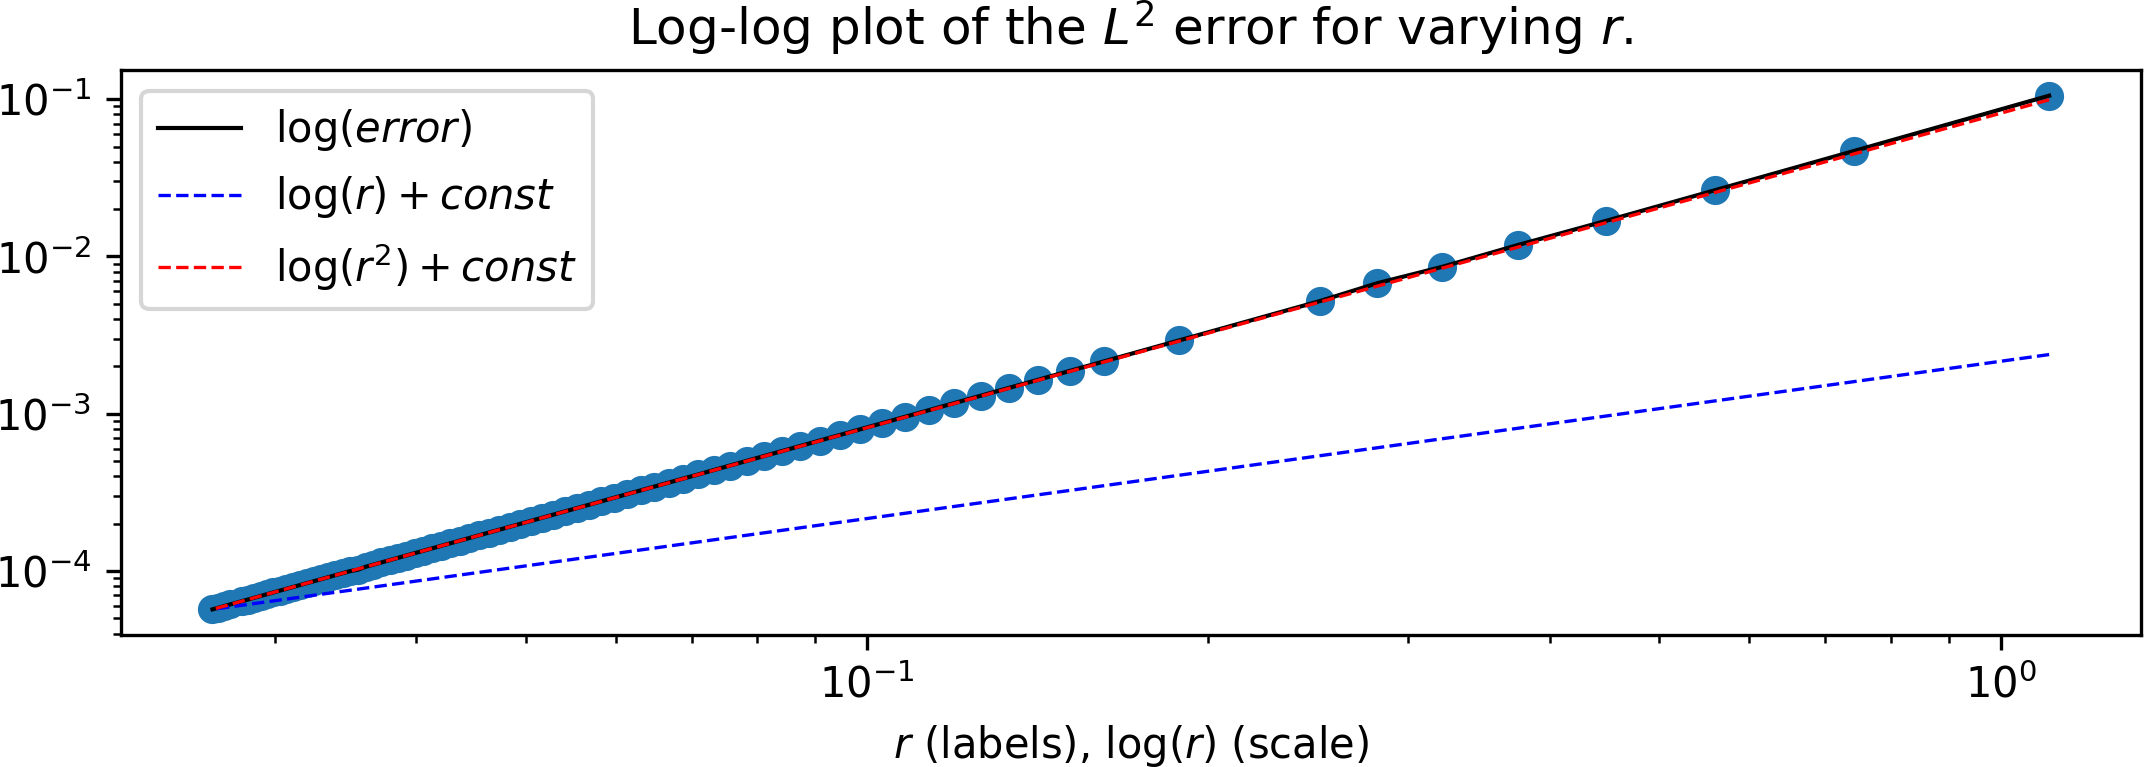 Log-log plot of the L² error for varying r.
10⁻¹
10⁻²
10⁻³
10⁻⁴
log(error)
log(r) + const
log(r²) + const
10⁻¹
10⁰
r (labels), log(r) (scale)